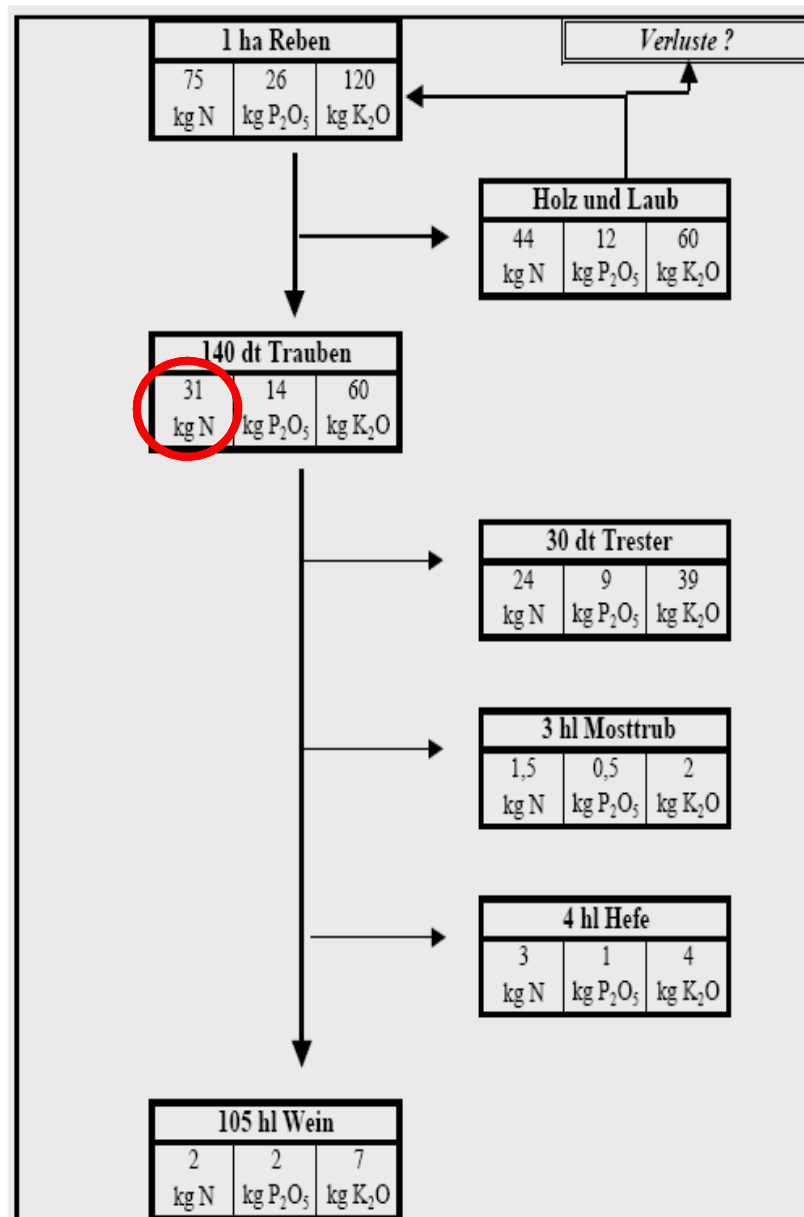 1 ha Reben
75 26 120
kg N kg P₂O₅ kg K₂O
Verluste ?
Holz und Laub
44 12 60
kg N kg P₂O₅ kg K₂O
140 dt Trauben
31 14 60
kg N kg P₂O₅ kg K₂O
30 dt Trester
24 9 39
kg N kg P₂O₅ kg K₂O
3 hl Mosttrub
1,5 0,5 2
kg N kg P₂O₅ kg K₂O
4 hl Hefe
3 1 4
kg N kg P₂O₅ kg K₂O
105 hl Wein
2 2 7
kg N kg P₂O₅ kg K₂O